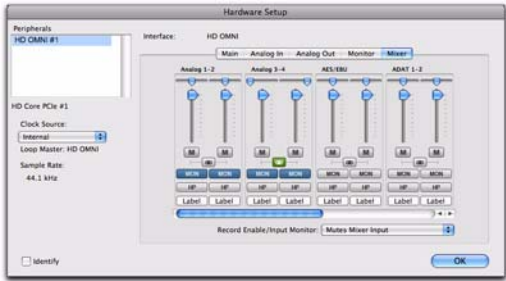 Hardware Setup
Peripherals
HD OMNI #1
HD Core PCIe #1
Clock Source:
Internal
Loop Master: HD OMNI
Sample Rate:
44.1 kHz
Identify
Interface: HD OMNI
Main Analog In Analog Out Monitor Mixer
Analog 1-2 Analog 3-4 AES/EBU ADAT 1-2
M M M M M M M M
MON MON MON MON MON MON MON MON
HP HP HP HP HP HP HP HP
Label Label Label Label Label Label Label Label
Record Enable/Input Monitor: Mutes Mixer Input
OK